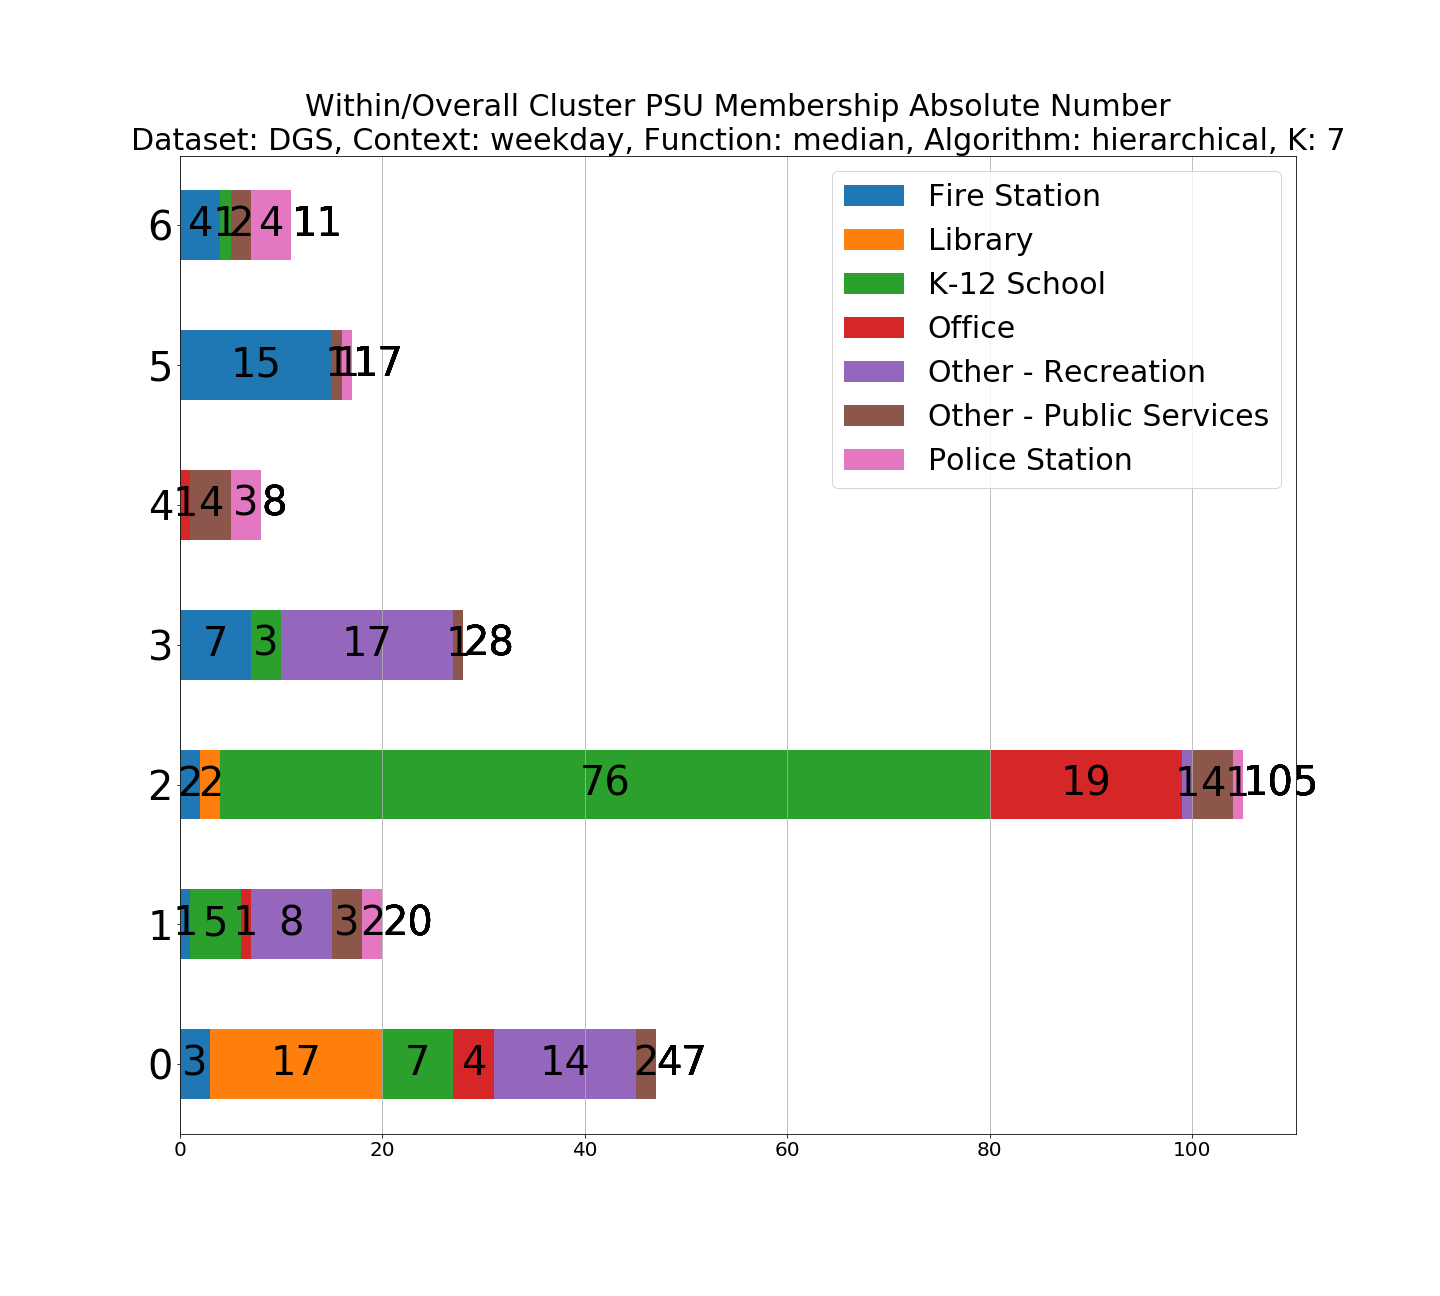 Within/Overall Cluster PSU Membership Absolute Number
Dataset: DGS, Context: weekday, Function: median, Algorithm: hierarchical, K: 7
Fire Station
Library
K-12 School
Office
Other - Recreation
Other - Public Services
Police Station
6 4 1 2 4 11
5 15 1 1 17
4 1 4 3 8
3 7 3 17 1 28
2 2 2 76 19 1 4 1 105
1 1 5 1 8 3 2 20
0 3 17 7 4 14 2 47
0 20 40 60 80 100